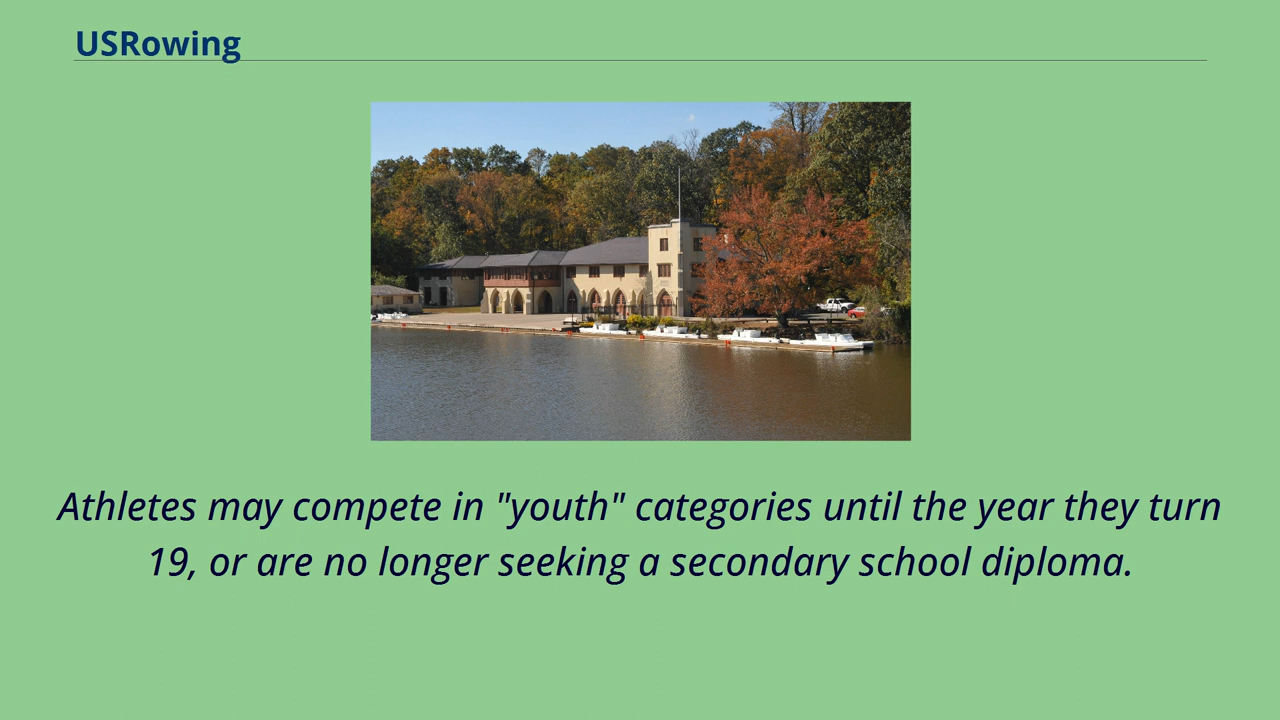 USRowing
Athletes may compete in "youth" categories until the year they turn
19, or are no longer seeking a secondary school diploma.